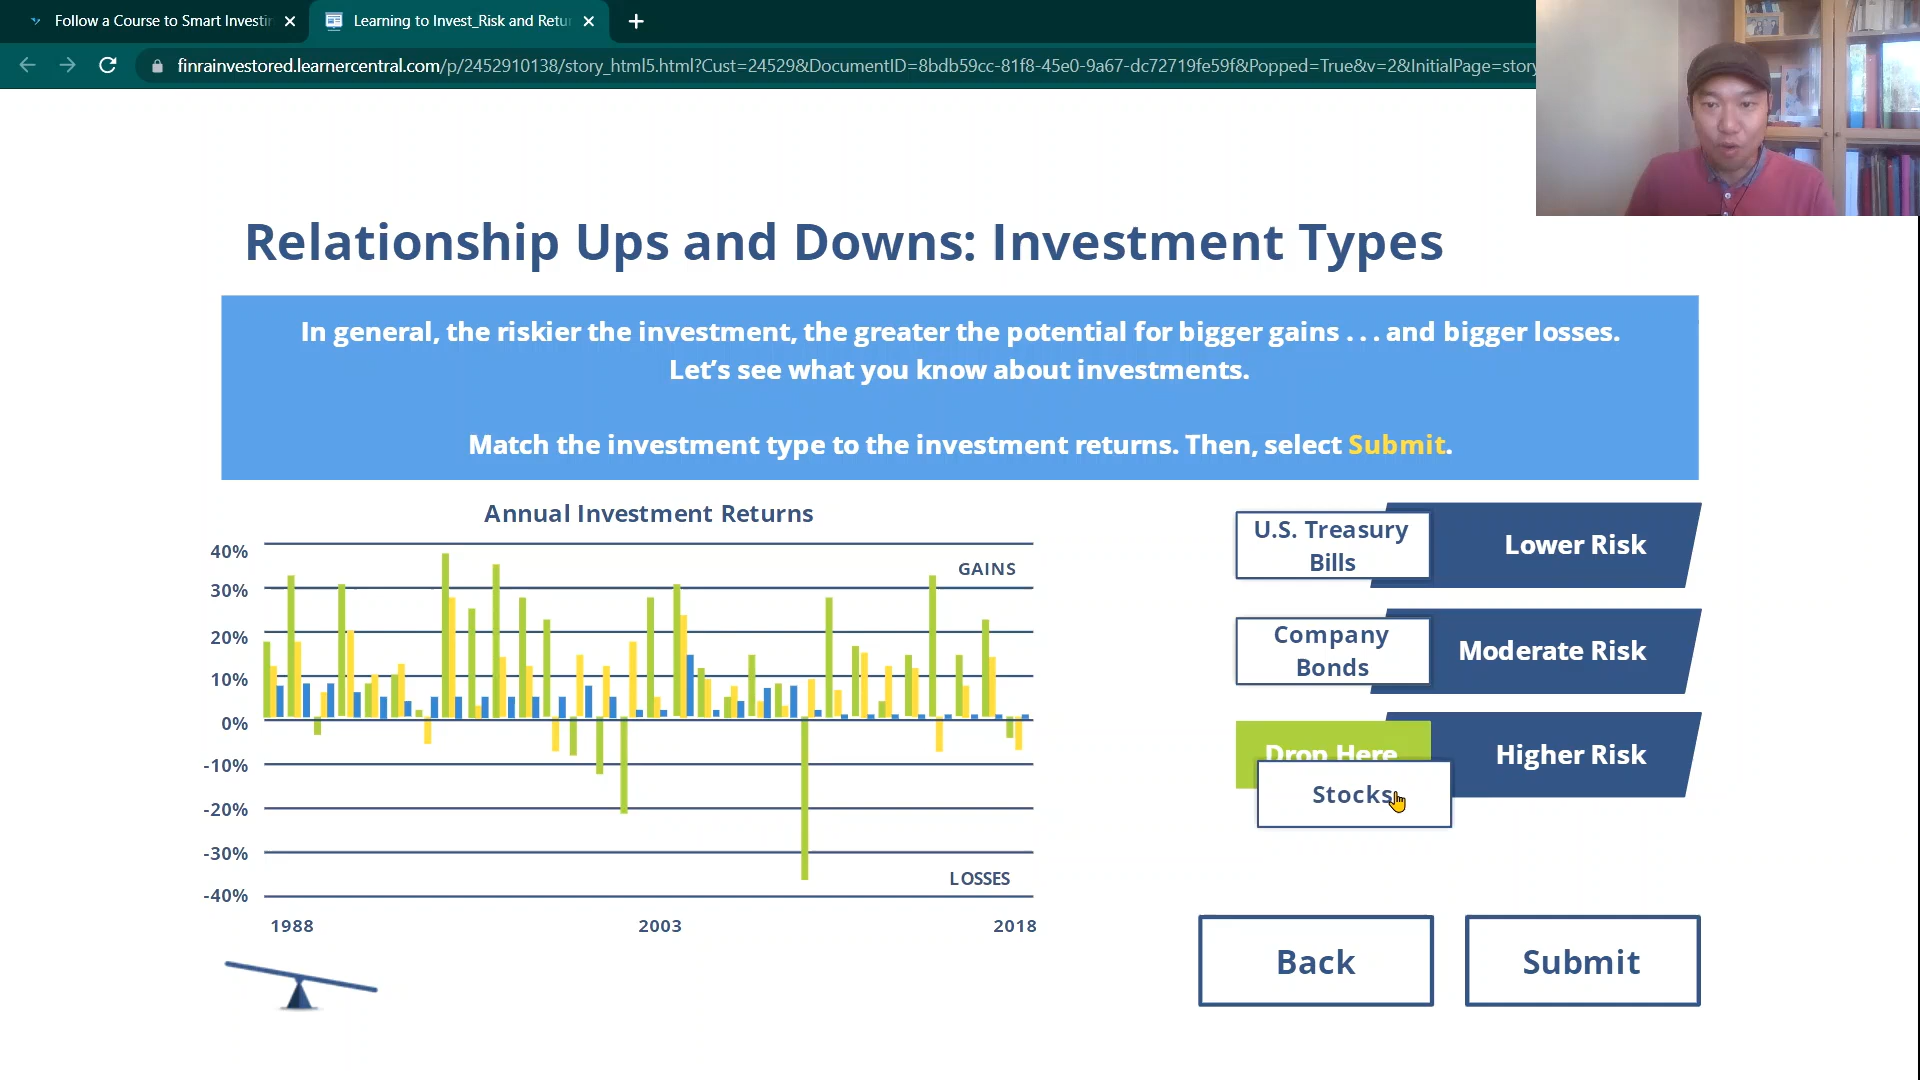 Follow a Course to Smart Investin
Learning to Invest_Risk and Retu
finrainvestored.learnercentral.com/p/2452910138/story_html5.html?Cust=24529&DocumentID=8bdb59cc-81f8-45e0-9a67-dc72719fe59f&Popped=True&v=2&InitialPage=story
Relationship Ups and Downs: Investment Types
In general, the riskier the investment, the greater the potential for bigger gains . . . and bigger losses.
Let's see what you know about investments.
Match the investment type to the investment returns. Then, select Submit.
Annual Investment Returns
40%
GAINS
30%
20%
10%
0%
-10%
-20%
-30%
LOSSES
-40%
1988
2003
2018
U.S. Treasury
Bills
Lower Risk
Company
Bonds
Moderate Risk
Drop Here
Higher Risk
Stocks
Back
Submit